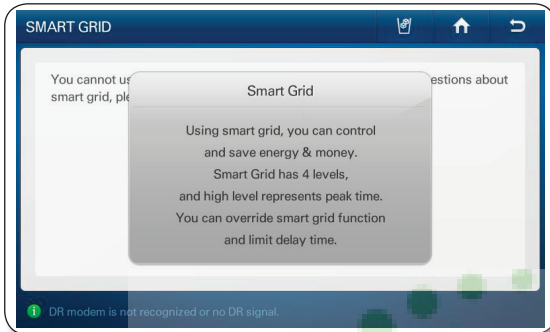 SMART GRID
You cannot us estions about
smart grid, ple
Smart Grid
Using smart grid, you can control
and save energy & money.
Smart Grid has 4 levels,
and high level represents peak time.
You can override smart grid function
and limit delay time.
DR modem is not recognized or no DR signal.